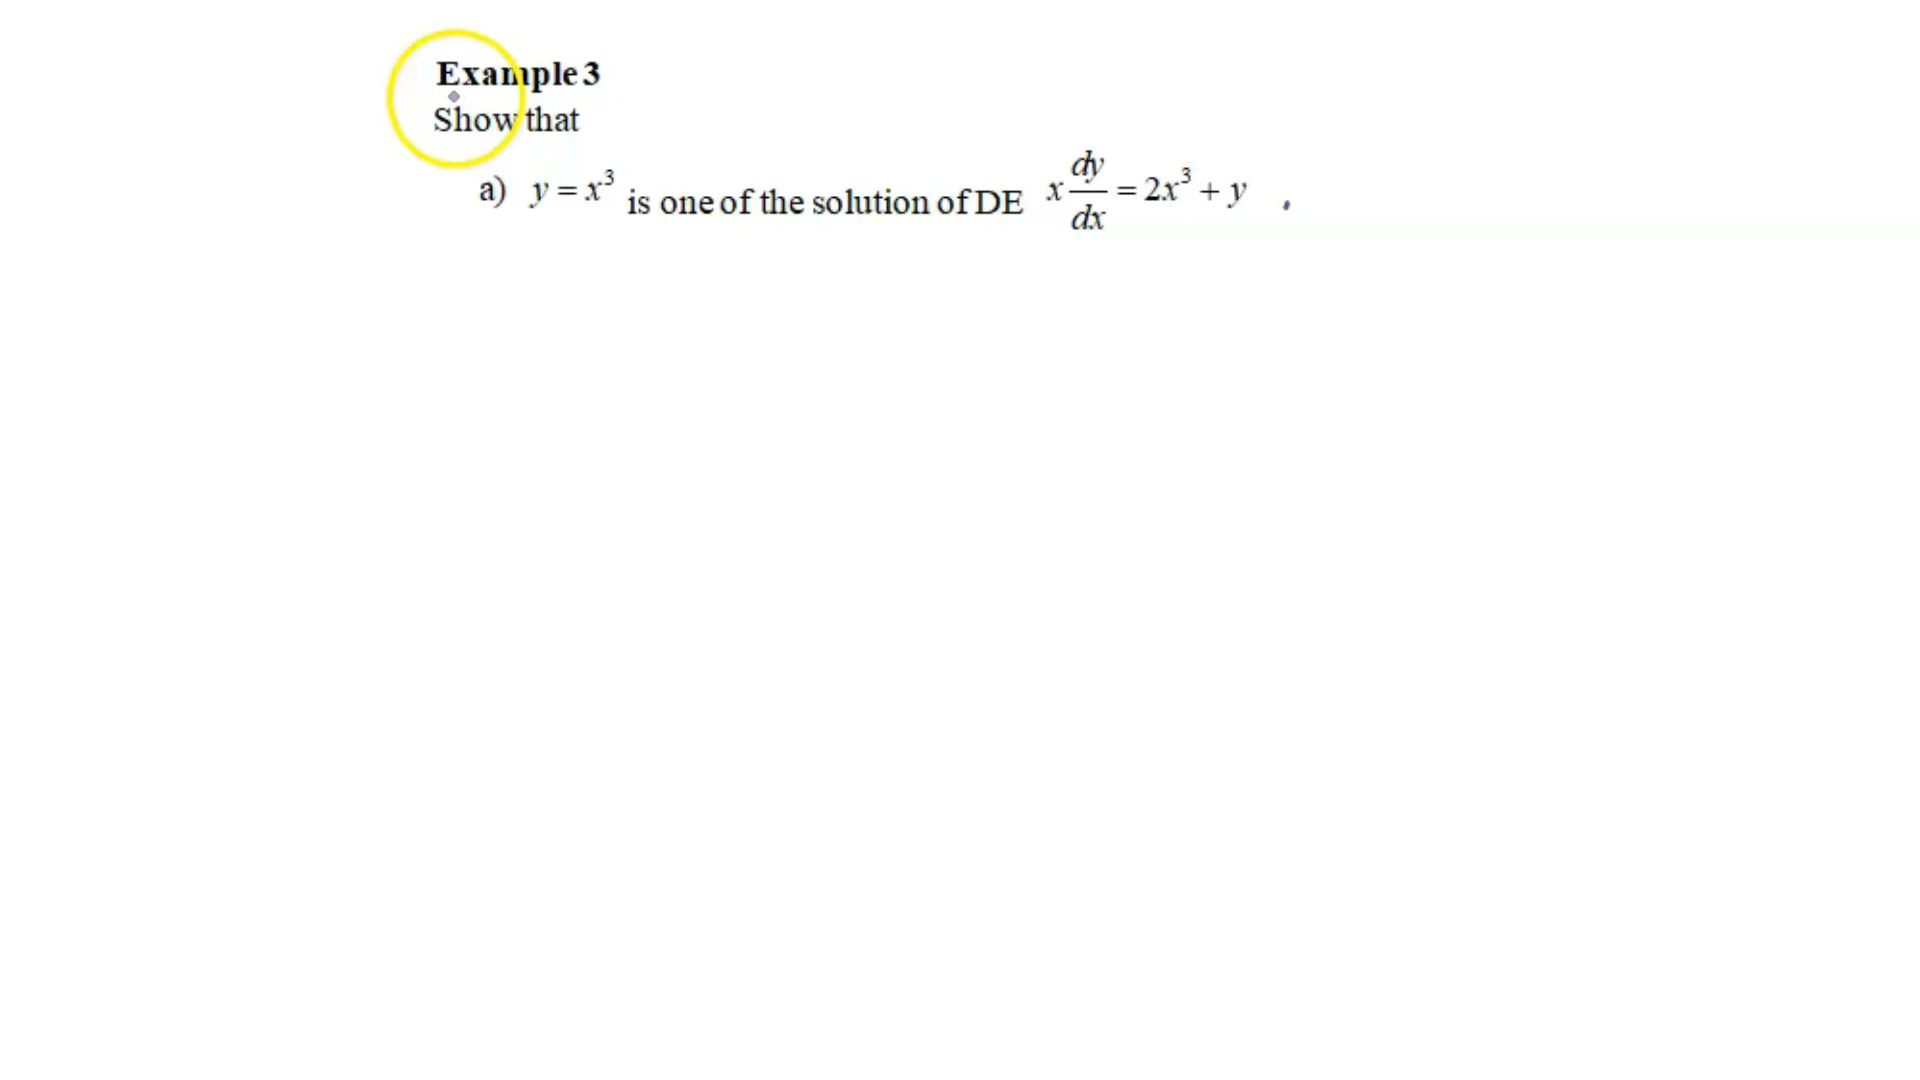 Example 3
Show that
a) y = x³ is one of the solution of DE x dy/dx = 2x³ + y .